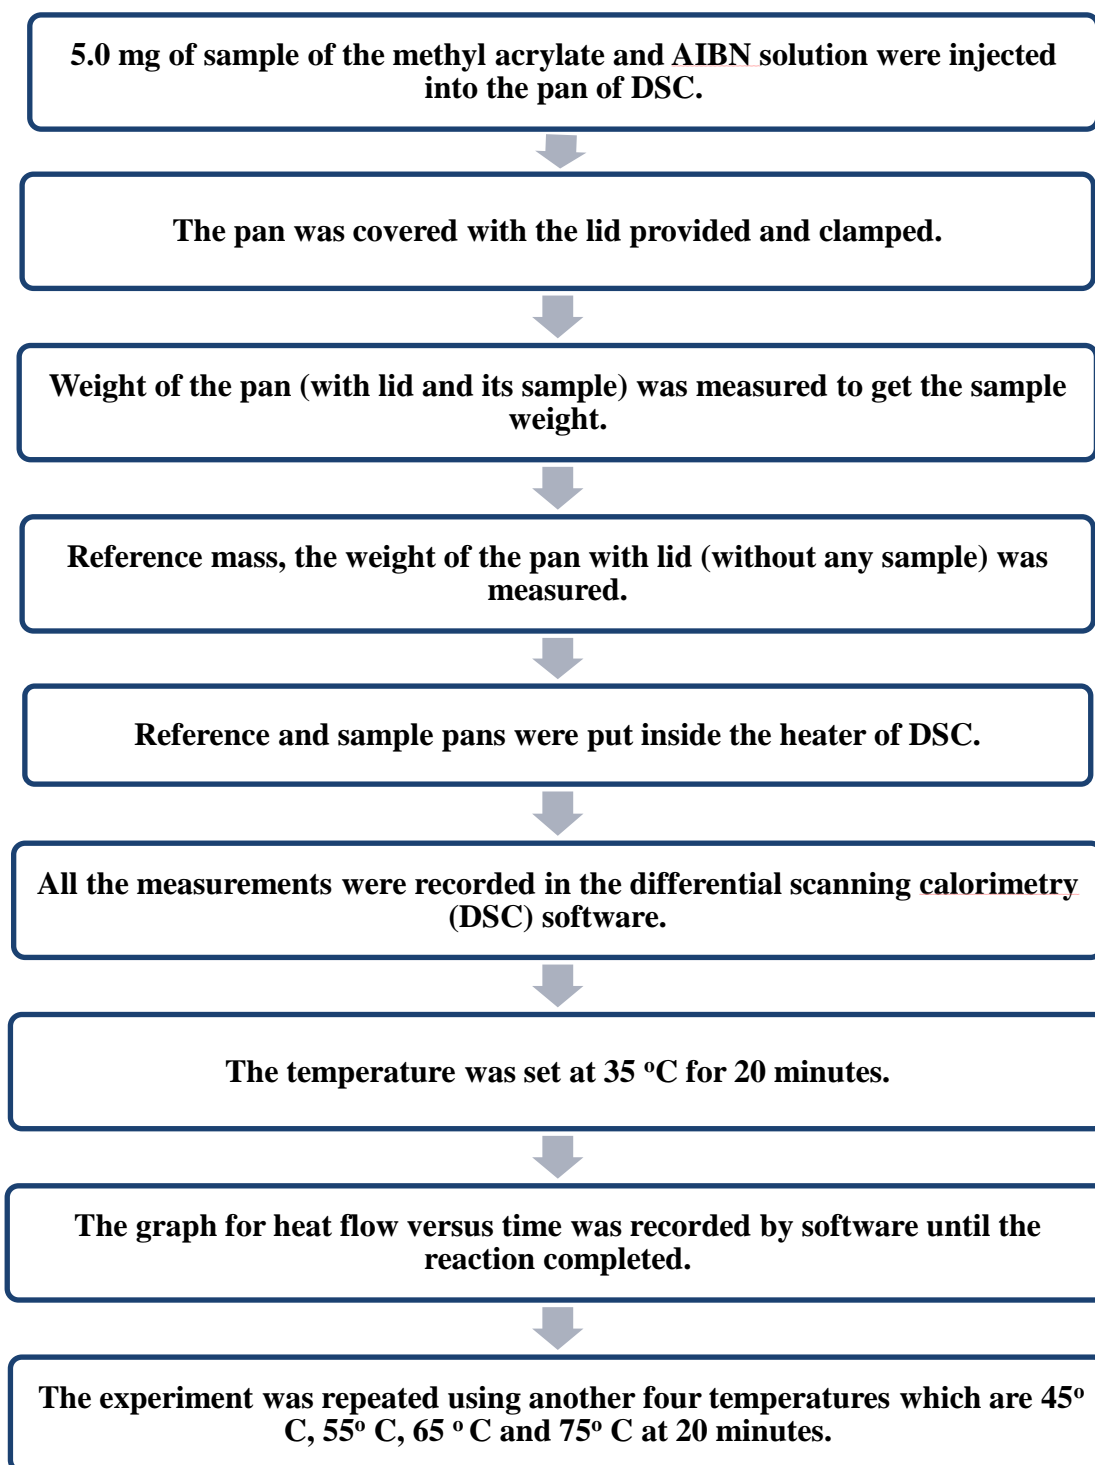 5.0 mg of sample of the methyl acrylate and AIBN solution were injected
into the pan of DSC.
The pan was covered with the lid provided and clamped.
Weight of the pan (with lid and its sample) was measured to get the sample
weight.
Reference mass, the weight of the pan with lid (without any sample) was
measured.
Reference and sample pans were put inside the heater of DSC.
All the measurements were recorded in the differential scanning calorimetry
(DSC) software.
The temperature was set at 35 ºC for 20 minutes.
The graph for heat flow versus time was recorded by software until the
reaction completed.
The experiment was repeated using another four temperatures which are 45º
C, 55º C, 65 º C and 75º C at 20 minutes.